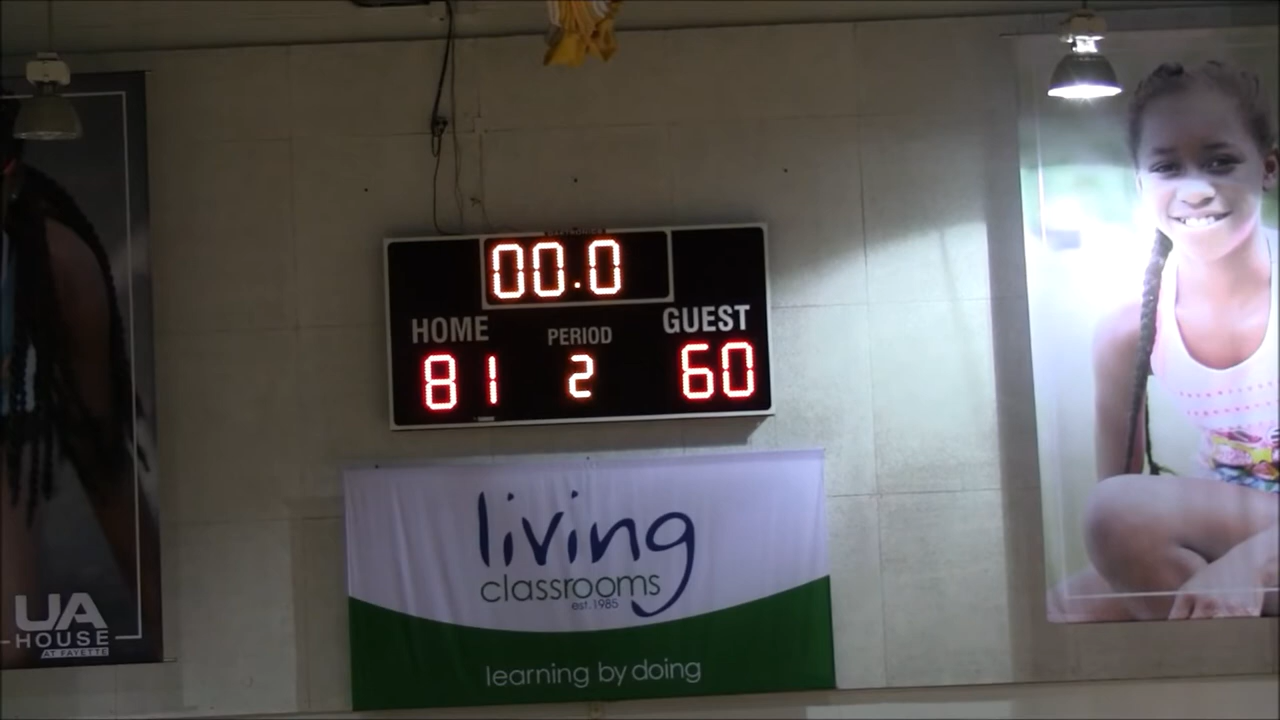 00.0
HOME
PERIOD
GUEST
81
2
60
living
classrooms
est. 1985
learning by doing
UA
HOUSE
AT FAYETTE